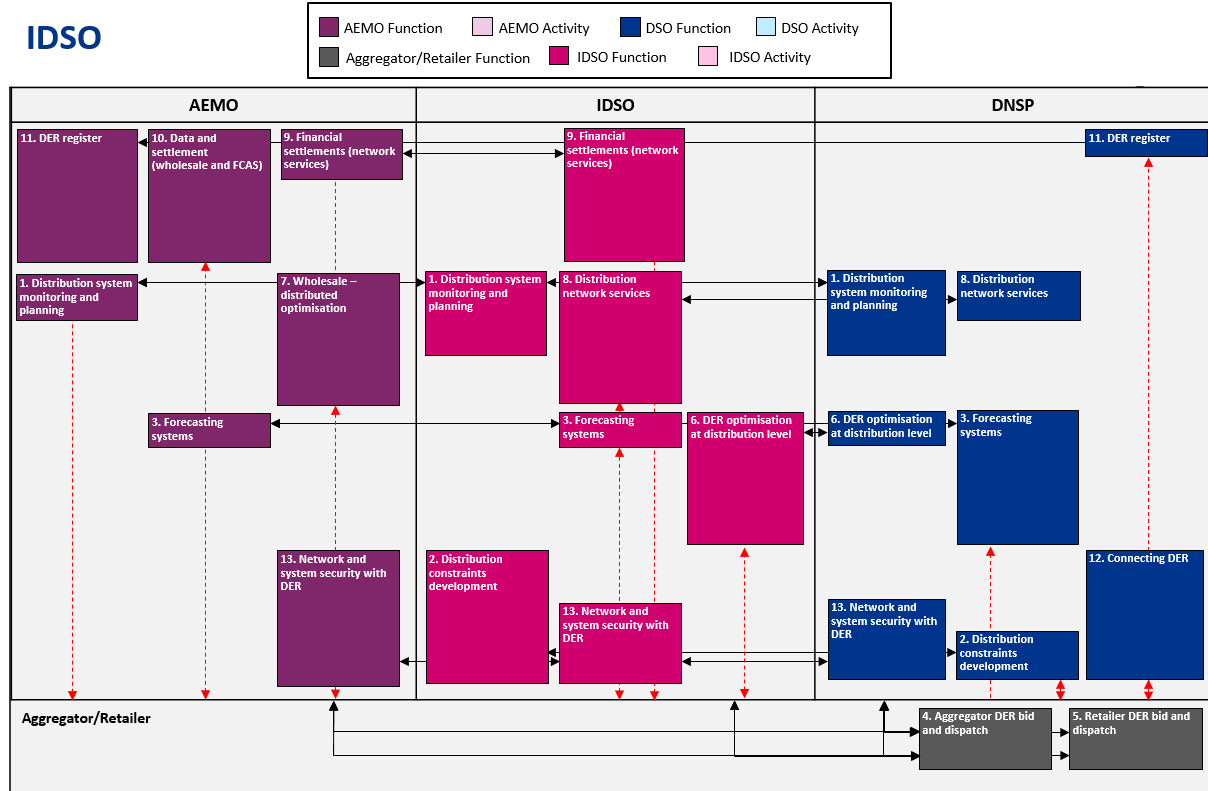 IDSO
AEMO Function
AEMO Activity
DSO Function
DSO Activity
Aggregator/Retailer Function
IDSO Function
IDSO Activity
AEMO
IDSO
DNSP
11. DER register
10. Data and
settlement
(wholesale and FCAS)
9. Financial
settlements (network
services)
9. Financial
settlements (network
services)
11. DER register
1. Distribution system
monitoring and
planning
7. Wholesale –
distributed
optimisation
1. Distribution system
monitoring and
planning
8. Distribution
network services
1. Distribution
system monitoring
and planning
8. Distribution
network services
3. Forecasting
systems
3. Forecasting
systems
6. DER optimisation
at distribution level
6. DER optimisation
at distribution level
3. Forecasting
systems
13. Network and
system security with
DER
2. Distribution
constraints
development
13. Network and
system security with
DER
13. Network and
system security with
DER
2. Distribution
constraints
development
12. Connecting DER
Aggregator/Retailer
4. Aggregator DER bid
and dispatch
5. Retailer DER bid and
dispatch